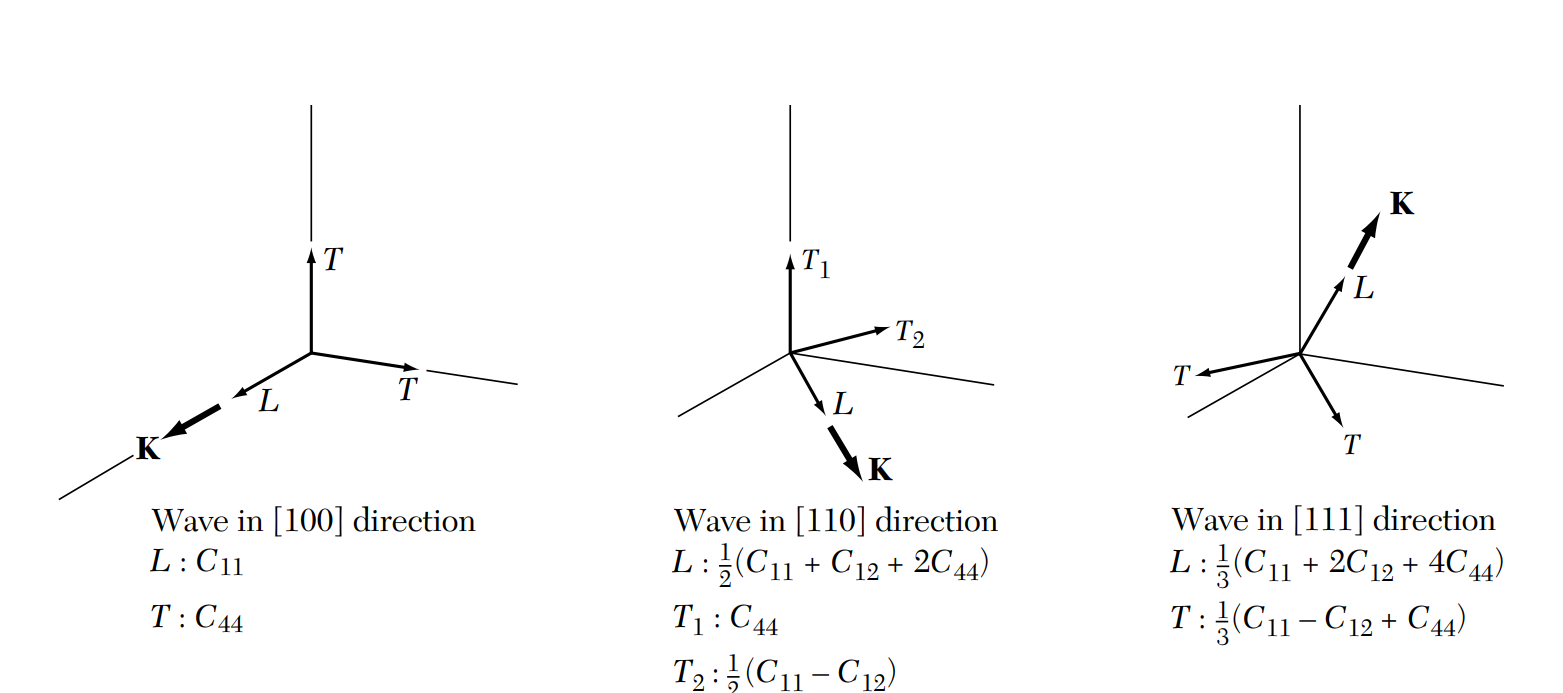 T
L
T
K
Wave in [100] direction
L : C₁₁
T : C₄₄
T₁
T₂
L
K
Wave in [110] direction
L : ½(C₁₁ + C₁₂ + 2C₄₄)
T₁ : C₄₄
T₂ : ½(C₁₁ – C₁₂)
K
L
T
T
Wave in [111] direction
L : ⅓(C₁₁ + 2C₁₂ + 4C₄₄)
T : ⅓(C₁₁ – C₁₂ + C₄₄)